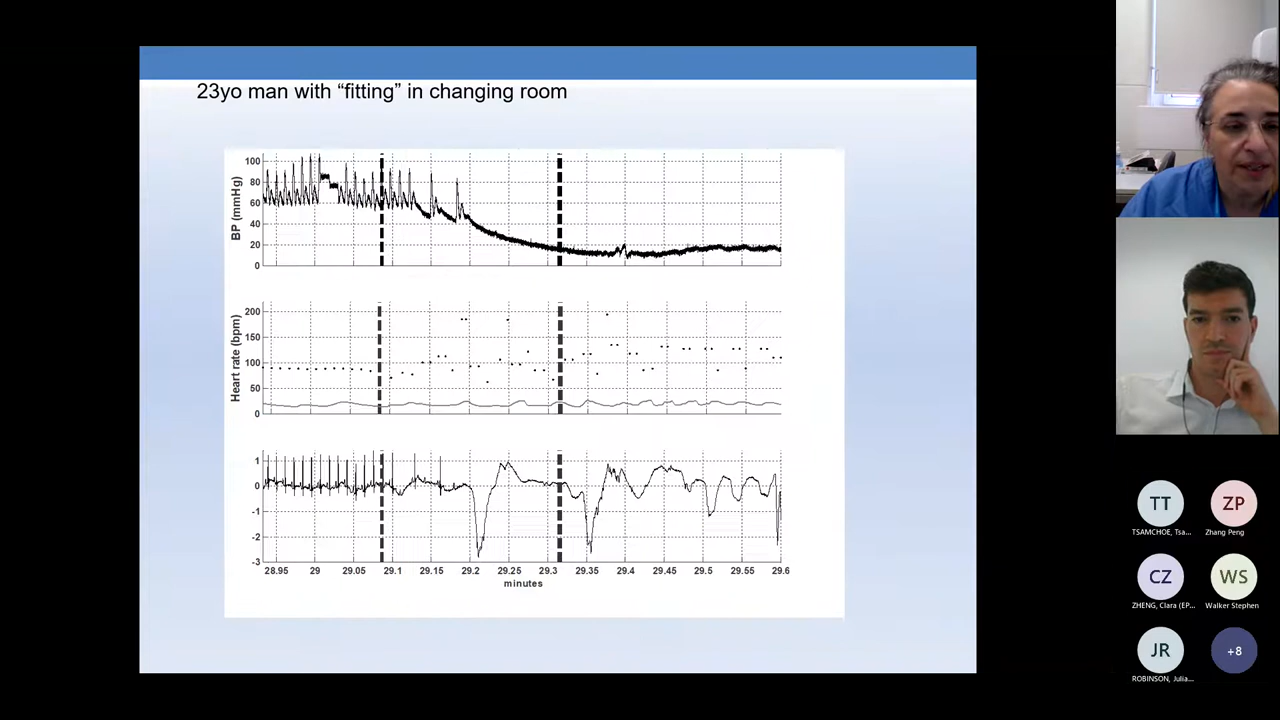 23yo man with “fitting” in changing room
BP (mmHg)
100
80
60
40
20
0
Heart rate (bpm)
200
150
100
50
0
1
0
-1
-2
-3
28.95 29 29.05 29.1 29.15 29.2 29.25 29.3 29.35 29.4 29.45 29.5 29.55 29.6
minutes
TT ZP
TSAMCHOE, Tsa... Zhang Peng
CZ WS
ZHENG, Clara (EP... Walker Stephen
JR +8
ROBINSON, Julia...